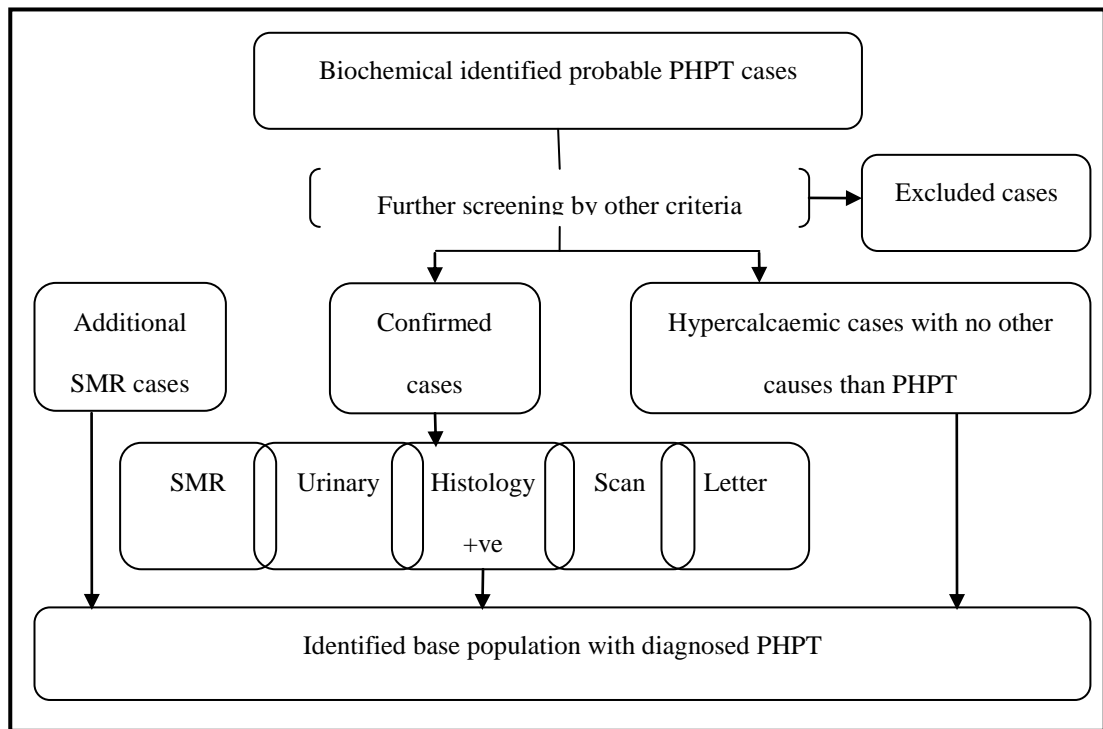 Biochemical identified probable PHPT cases
Further screening by other criteria
Excluded cases
Additional
SMR cases
Confirmed
cases
Hypercalcaemic cases with no other
causes than PHPT
SMR
Urinary
Histology
+ve
Scan
Letter
Identified base population with diagnosed PHPT